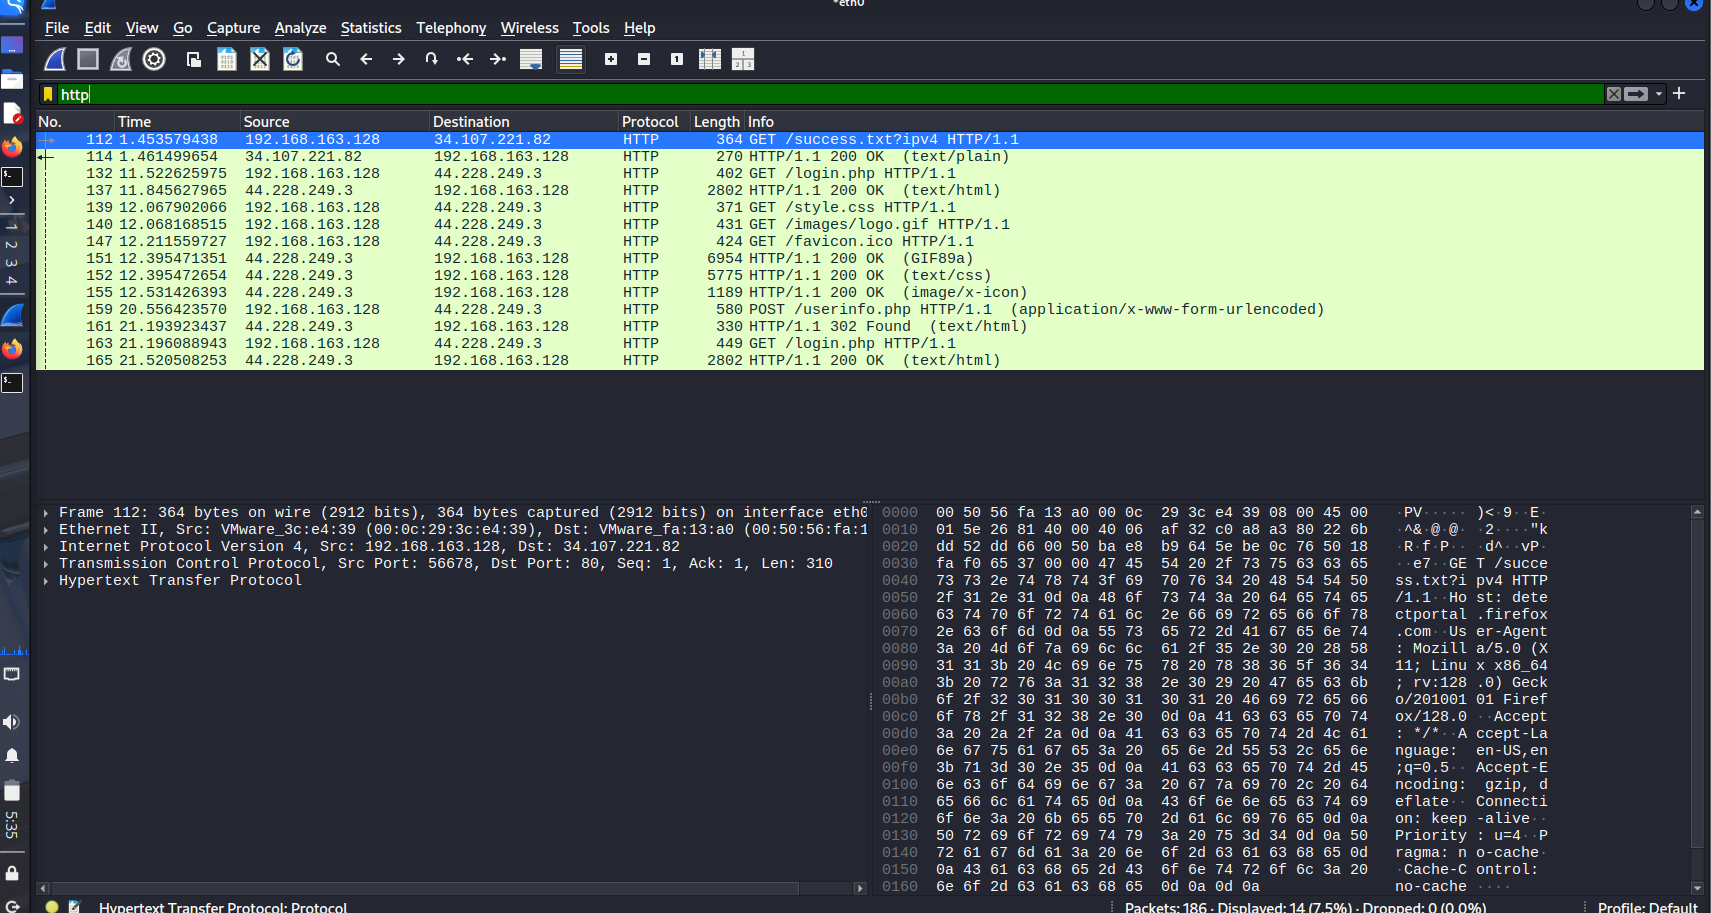 *eth0
File Edit View Go Capture Analyze Statistics Telephony Wireless Tools Help
http
No. Time Source Destination Protocol Length Info
112 1.453579438 192.168.163.128 34.107.221.82 HTTP 364 GET /success.txt?ipv4 HTTP/1.1
114 1.461499654 34.107.221.82 192.168.163.128 HTTP 270 HTTP/1.1 200 OK (text/plain)
132 11.522625975 192.168.163.128 44.228.249.3 HTTP 402 GET /login.php HTTP/1.1
137 11.845627965 44.228.249.3 192.168.163.128 HTTP 2802 HTTP/1.1 200 OK (text/html)
139 12.067902066 192.168.163.128 44.228.249.3 HTTP 371 GET /style.css HTTP/1.1
140 12.068168515 192.168.163.128 44.228.249.3 HTTP 431 GET /images/logo.gif HTTP/1.1
147 12.211559727 192.168.163.128 44.228.249.3 HTTP 424 GET /favicon.ico HTTP/1.1
151 12.395471351 44.228.249.3 192.168.163.128 HTTP 6954 HTTP/1.1 200 OK (GIF89a)
152 12.395472654 44.228.249.3 192.168.163.128 HTTP 5775 HTTP/1.1 200 OK (text/css)
155 12.531426393 44.228.249.3 192.168.163.128 HTTP 1189 HTTP/1.1 200 OK (image/x-icon)
159 20.556423570 192.168.163.128 44.228.249.3 HTTP 580 POST /userinfo.php HTTP/1.1 (application/x-www-form-urlencoded)
161 21.193923437 44.228.249.3 192.168.163.128 HTTP 330 HTTP/1.1 302 Found (text/html)
163 21.196088943 192.168.163.128 44.228.249.3 HTTP 449 GET /login.php HTTP/1.1
165 21.520508253 44.228.249.3 192.168.163.128 HTTP 2802 HTTP/1.1 200 OK (text/html)
1
2
3
4
5:35
Frame 112: 364 bytes on wire (2912 bits), 364 bytes captured (2912 bits) on interface eth0
Ethernet II, Src: VMware_3c:e4:39 (00:0c:29:3c:e4:39), Dst: VMware_fa:13:a0 (00:50:56:fa:1
Internet Protocol Version 4, Src: 192.168.163.128, Dst: 34.107.221.82
Transmission Control Protocol, Src Port: 56678, Dst Port: 80, Seq: 1, Ack: 1, Len: 310
Hypertext Transfer Protocol
0000 00 50 56 fa 13 a0 00 0c 29 3c e4 39 08 00 45 00 ·PV····· )<·9··E·
0010 01 5e 26 81 40 00 40 06 af 32 c0 a8 a3 80 22 6b ·^&·@·@· ·2····"k
0020 dd 52 dd 66 00 50 ba e8 b9 64 5e be 0c 76 50 18 ·R·f·P·· ·d^··vP·
0030 fa f0 65 37 00 00 47 45 54 20 2f 73 75 63 63 65 ··e7··GE T /succe
0040 73 73 2e 74 78 74 3f 69 70 76 34 20 48 54 54 50 ss.txt?i pv4 HTTP
0050 2f 31 2e 31 0d 0a 48 6f 73 74 3a 20 64 65 74 65 /1.1··Ho st: dete
0060 63 74 70 6f 72 74 61 6c 2e 66 69 72 65 66 6f 78 ctportal .firefox
0070 2e 63 6f 6d 0d 0a 55 73 65 72 2d 41 67 65 6e 74 .com··Us er-Agent
0080 3a 20 4d 6f 7a 69 6c 6c 61 2f 35 2e 30 20 28 58 : Mozill a/5.0 (X
0090 31 31 3b 20 4c 69 6e 75 78 20 78 38 36 5f 36 34 11; Linu x x86_64
00a0 3b 20 72 76 3a 31 32 38 2e 30 29 20 47 65 63 6b ; rv:128 .0) Geck
00b0 6f 2f 32 30 31 30 30 31 30 31 20 46 69 72 65 66 o/201001 01 Firef
00c0 6f 78 2f 31 32 38 2e 30 0d 0a 41 63 63 65 70 74 ox/128.0 ··Accept
00d0 3a 20 2a 2f 2a 0d 0a 41 63 63 65 70 74 2d 4c 61 : */*··A ccept-La
00e0 6e 67 75 61 67 65 3a 20 65 6e 2d 55 53 2c 65 6e nguage: en-US,en
00f0 3b 71 3d 30 2e 35 0d 0a 41 63 63 65 70 74 2d 45 ;q=0.5·· Accept-E
0100 6e 63 6f 64 69 6e 67 3a 20 67 7a 69 70 2c 20 64 ncoding: gzip, d
0110 65 66 6c 61 74 65 0d 0a 43 6f 6e 6e 65 63 74 69 eflate·· Connecti
0120 6f 6e 3a 20 6b 65 65 70 2d 61 6c 69 76 65 0d 0a on: keep -alive··
0130 50 72 69 6f 72 69 74 79 3a 20 75 3d 34 0d 0a 50 Priority : u=4··P
0140 72 61 67 6d 61 3a 20 6e 6f 2d 63 61 63 68 65 0d ragma: n o-cache·
0150 0a 43 61 63 68 65 2d 43 6f 6e 74 72 6f 6c 3a 20 ·Cache-C ontrol:
0160 6e 6f 2d 63 61 63 68 65 0d 0a 0d 0a no-cache ····
Hypertext Transfer Protocol: Protocol Packets: 186 · Displayed: 14 (7.5%) · Dropped: 0 (0.0%) Profile: Default